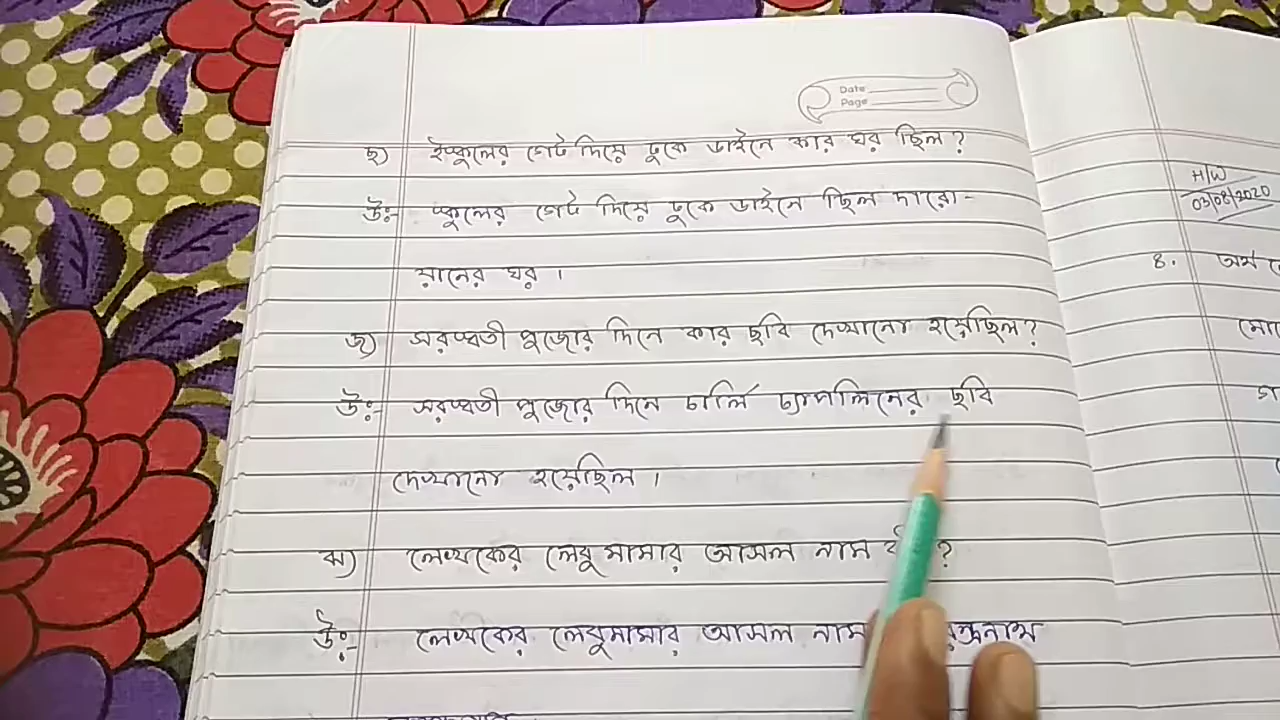 Date
Page
ছ) ইস্কুলের গেট দিয়ে ঢুকে ডাইনে কার ঘর ছিল?
উঃ- স্কুলের গেট দিয়ে ঢুকে ডাইনে ছিল দারো-
য়ানের ঘর।
জ) সরস্বতী পুজোর দিনে কার ছবি দেখানো হয়েছিল?
উঃ- সরস্বতী পুজোর দিনে চার্লি চ্যাপলিনের ছবি
দেখানো হয়েছিল।
ঝ) লেখকের লেবুমামার আসল নাম ?
উঃ- লেখকের লেবুমামার আসল নাম
H/W
03/08/2020
৪.